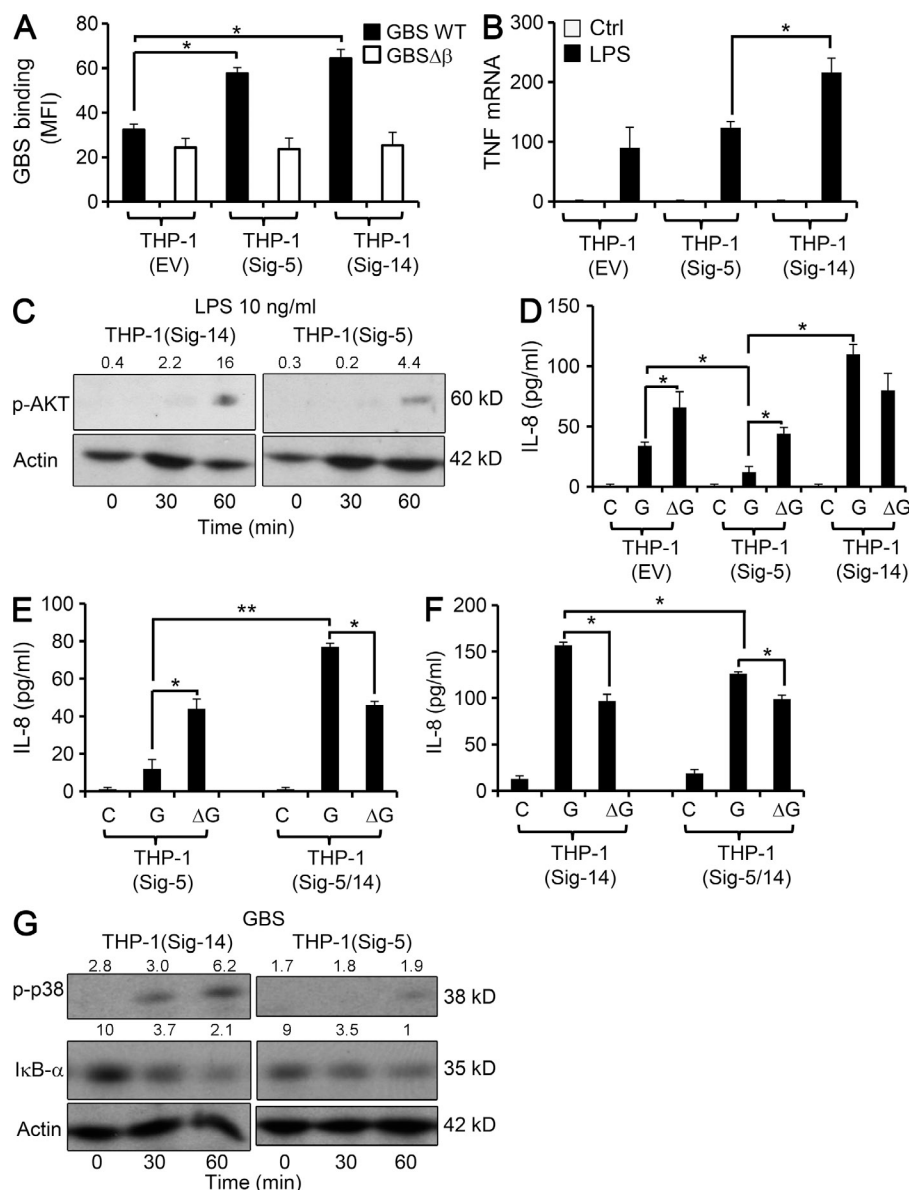 A
80
60
40
20
0
GBS binding
(MFI)
*
*
GBS WT
GBSΔβ
THP-1
(EV)
THP-1
(Sig-5)
THP-1
(Sig-14)
B
300
200
100
0
TNF mRNA
Ctrl
LPS
*
THP-1
(EV)
THP-1
(Sig-5)
THP-1
(Sig-14)
C
LPS 10 ng/ml
THP-1(Sig-14) THP-1(Sig-5)
0.4 2.2 16 0.3 0.2 4.4
p-AKT 60 kD
Actin 42 kD
0 30 60 0 30 60
Time (min)
D
150
100
50
0
IL-8 (pg/ml)
*
*
*
*
C G ΔG C G ΔG C G ΔG
THP-1
(EV)
THP-1
(Sig-5)
THP-1
(Sig-14)
E
80
60
40
20
0
IL-8 (pg/ml)
**
*
*
C G ΔG C G ΔG
THP-1
(Sig-5)
THP-1
(Sig-5/14)
F
200
150
100
50
0
IL-8 (pg/ml)
*
*
*
C G ΔG C G ΔG
THP-1
(Sig-14)
THP-1
(Sig-5/14)
G
GBS
THP-1(Sig-14) THP-1(Sig-5)
2.8 3.0 6.2 1.7 1.8 1.9
p-p38 38 kD
10 3.7 2.1 9 3.5 1
IκB-α 35 kD
Actin 42 kD
0 30 60 0 30 60
Time (min)